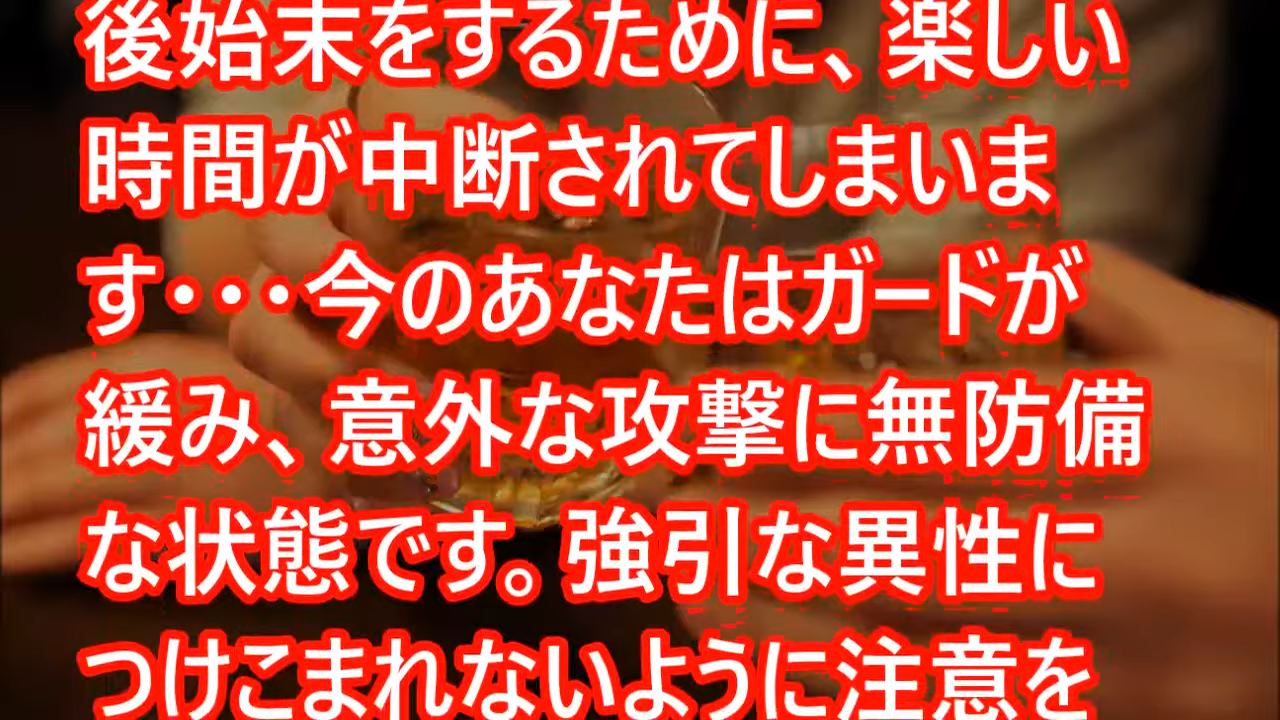 後始末をするために、楽しい
時間が中断されてしまいま
す・・・今のあなたはガードが
緩み、意外な攻撃に無防備
な状態です。強引な異性に
つけこまれないように注意を